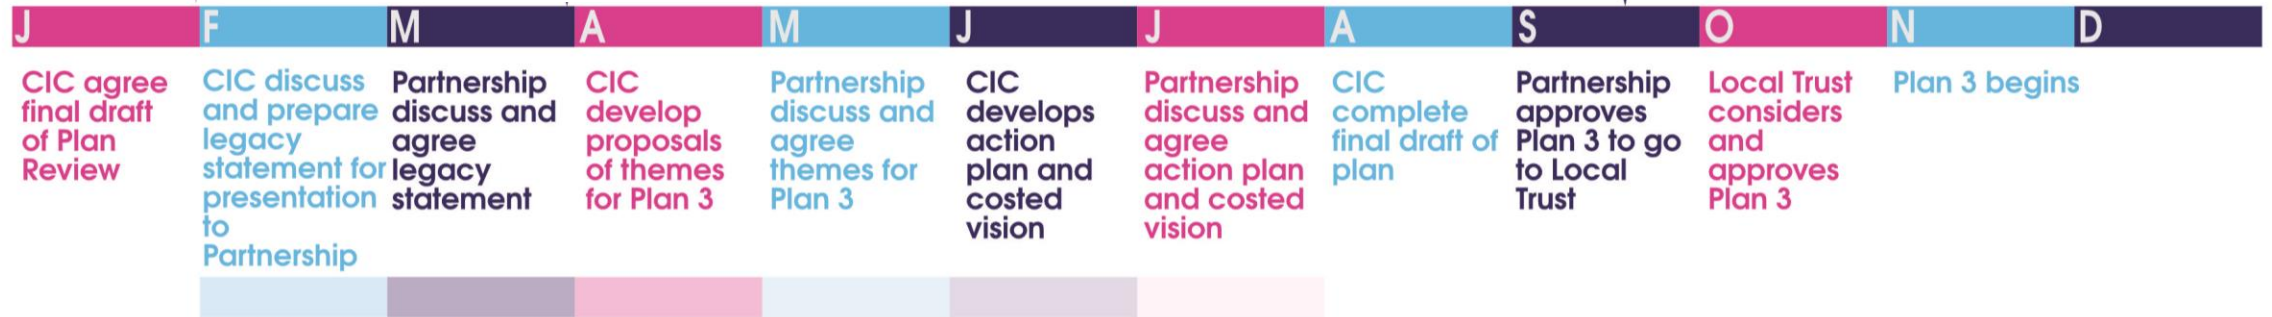 J F M A M J J A S O N D
CIC agree
final draft
of Plan
Review
CIC discuss
and prepare
legacy
statement for
presentation
to
Partnership
Partnership
discuss and
agree
legacy
statement
CIC
develop
proposals
of themes
for Plan 3
Partnership
discuss and
agree
themes for
Plan 3
CIC
develops
action
plan and
costed
vision
Partnership
discuss and
agree
action plan
and costed
vision
CIC
complete
final draft of
plan
Partnership
approves
Plan 3 to go
to Local
Trust
Local Trust
considers
and
approves
Plan 3
Plan 3 begins